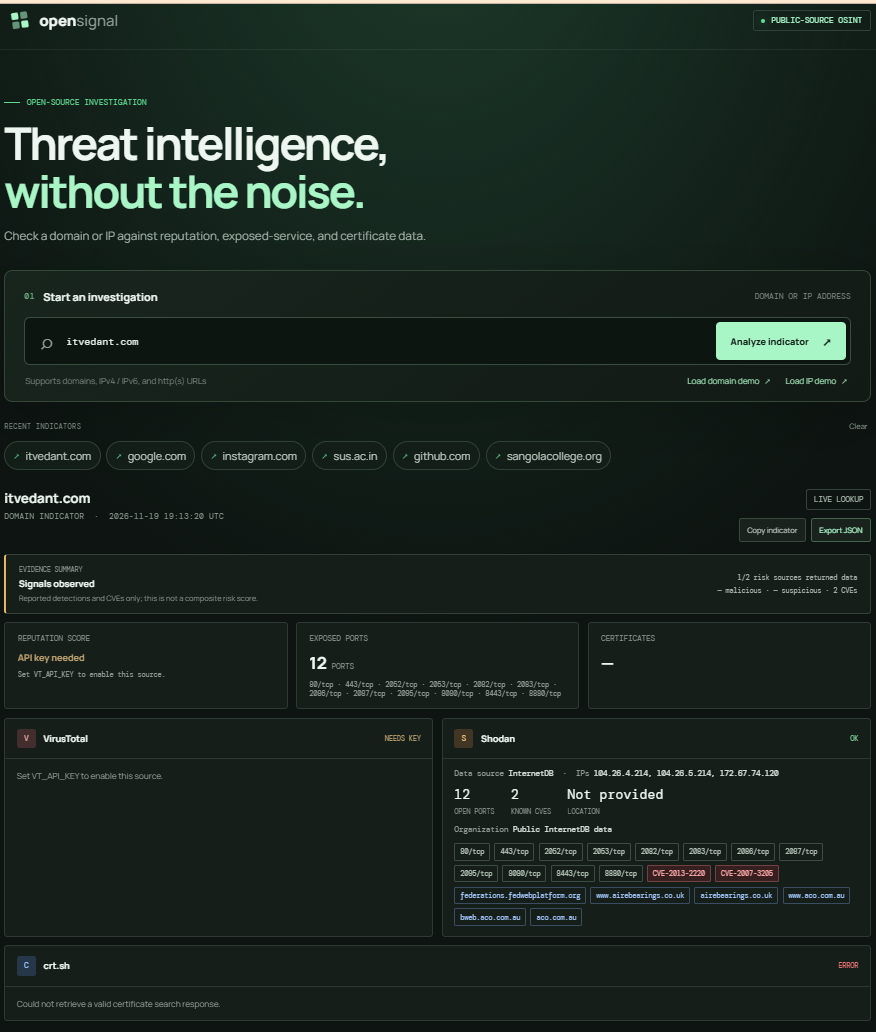 opensignal
PUBLIC-SOURCE OSINT
OPEN-SOURCE INVESTIGATION
Threat intelligence,
without the noise.
Check a domain or IP against reputation, exposed-service, and certificate data.
01 Start an investigation
DOMAIN OR IP ADDRESS
itvedant.com
Analyze indicator ↗
Supports domains, IPv4 / IPv6, and http(s) URLs
Load domain demo ↗ Load IP demo ↗
RECENT INDICATORS
Clear
↗ itvedant.com ↗ google.com ↗ instagram.com ↗ sus.ac.in ↗ github.com ↗ sangolacollege.org
itvedant.com
DOMAIN INDICATOR · 2026-11-19 19:13:20 UTC
LIVE LOOKUP
Copy indicator Export JSON
EVIDENCE SUMMARY
Signals observed
Reported detections and CVEs only; this is not a composite risk score.
1/2 risk sources returned data
— malicious · — suspicious · 2 CVEs
REPUTATION SCORE
API key needed
Set VT_API_KEY to enable this source.
EXPOSED PORTS
12 PORTS
80/tcp · 443/tcp · 2052/tcp · 2053/tcp · 2082/tcp · 2083/tcp ·
2086/tcp · 2087/tcp · 2095/tcp · 8080/tcp · 8443/tcp · 8880/tcp
CERTIFICATES
—
V VirusTotal NEEDS KEY
Set VT_API_KEY to enable this source.
S Shodan OK
Data source InternetDB · IPs 104.26.4.214, 104.26.5.214, 172.67.74.120
12 2 Not provided
OPEN PORTS KNOWN CVES LOCATION
Organization Public InternetDB data
80/tcp 443/tcp 2052/tcp 2053/tcp 2082/tcp 2083/tcp 2086/tcp 2087/tcp
2095/tcp 8080/tcp 8443/tcp 8880/tcp CVE-2013-2220 CVE-2007-3205
federations.fedwebplatform.org www.airebearings.co.uk airebearings.co.uk www.aco.com.au
bweb.aco.com.au aco.com.au
C crt.sh ERROR
Could not retrieve a valid certificate search response.